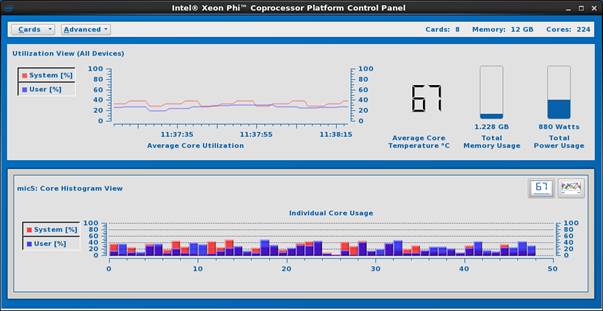 Intel® Xeon Phi™ Coprocessor Platform Control Panel
Cards Advanced Cards: 8 Memory: 12 GB Cores: 224
Utilization View (All Devices)
System [%]
User [%]
100
80
60
40
20
0
100
80
60
40
20
0
11:37:35 11:37:55 11:38:15
Average Core Utilization
67
Average Core
Temperature °C
1.228 GB
Total
Memory Usage
880 Watts
Total
Power Usage
mic5: Core Histogram View
67
Individual Core Usage
System [%]
User [%]
100
80
60
40
20
0
100
80
60
40
20
0
0 10 20 30 40 50